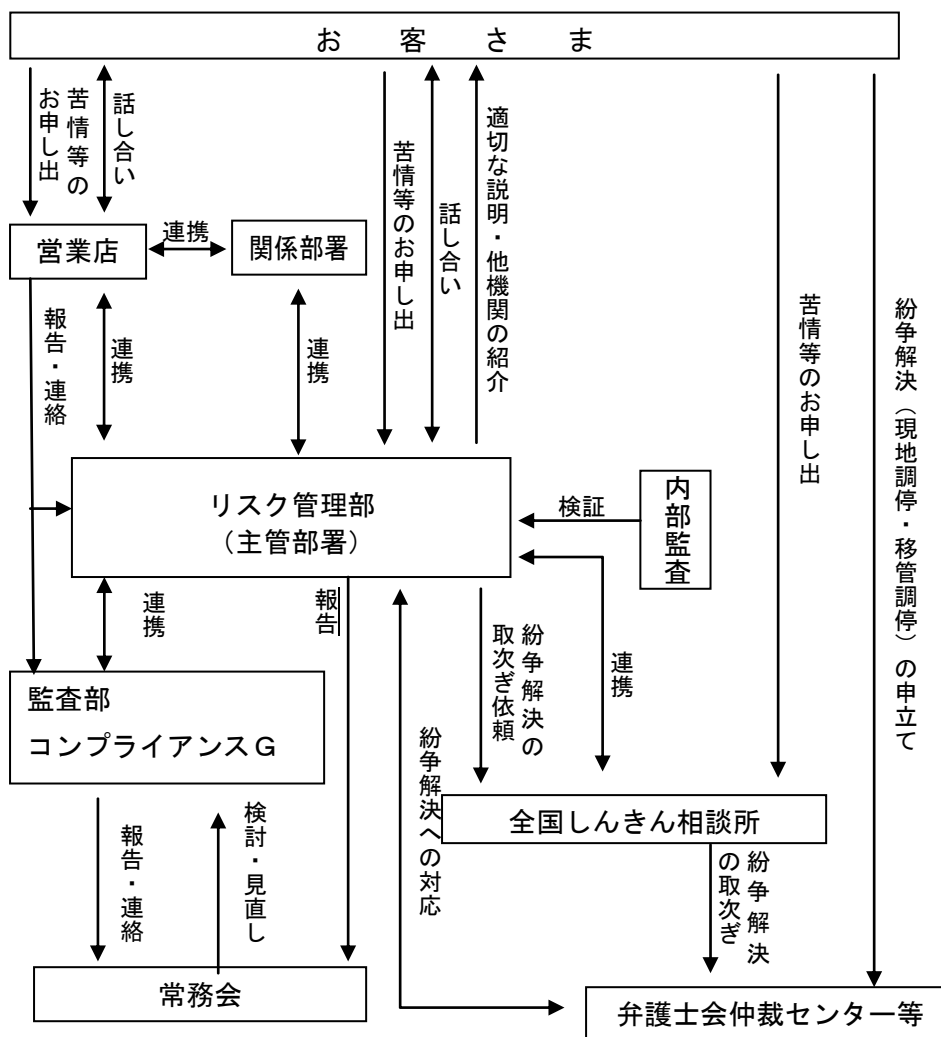 お客さま
苦情等の
お申し出
話し合い
苦情等のお申し出
話し合い
適切な説明・他機関の紹介
営業店
連携
関係部署
報告・連絡
連携
連携
苦情等のお申し出
紛争解決（現地調停・移管調停）の申立て
リスク管理部
（主管部署）
検証
内部監査
連携
報告
紛争解決の
取次ぎ依頼
連携
監査部
コンプライアンスG
紛争解決への対応
全国しんきん相談所
報告・連絡
検討・見直し
紛争解決
の取次ぎ
常務会
弁護士会仲裁センター等